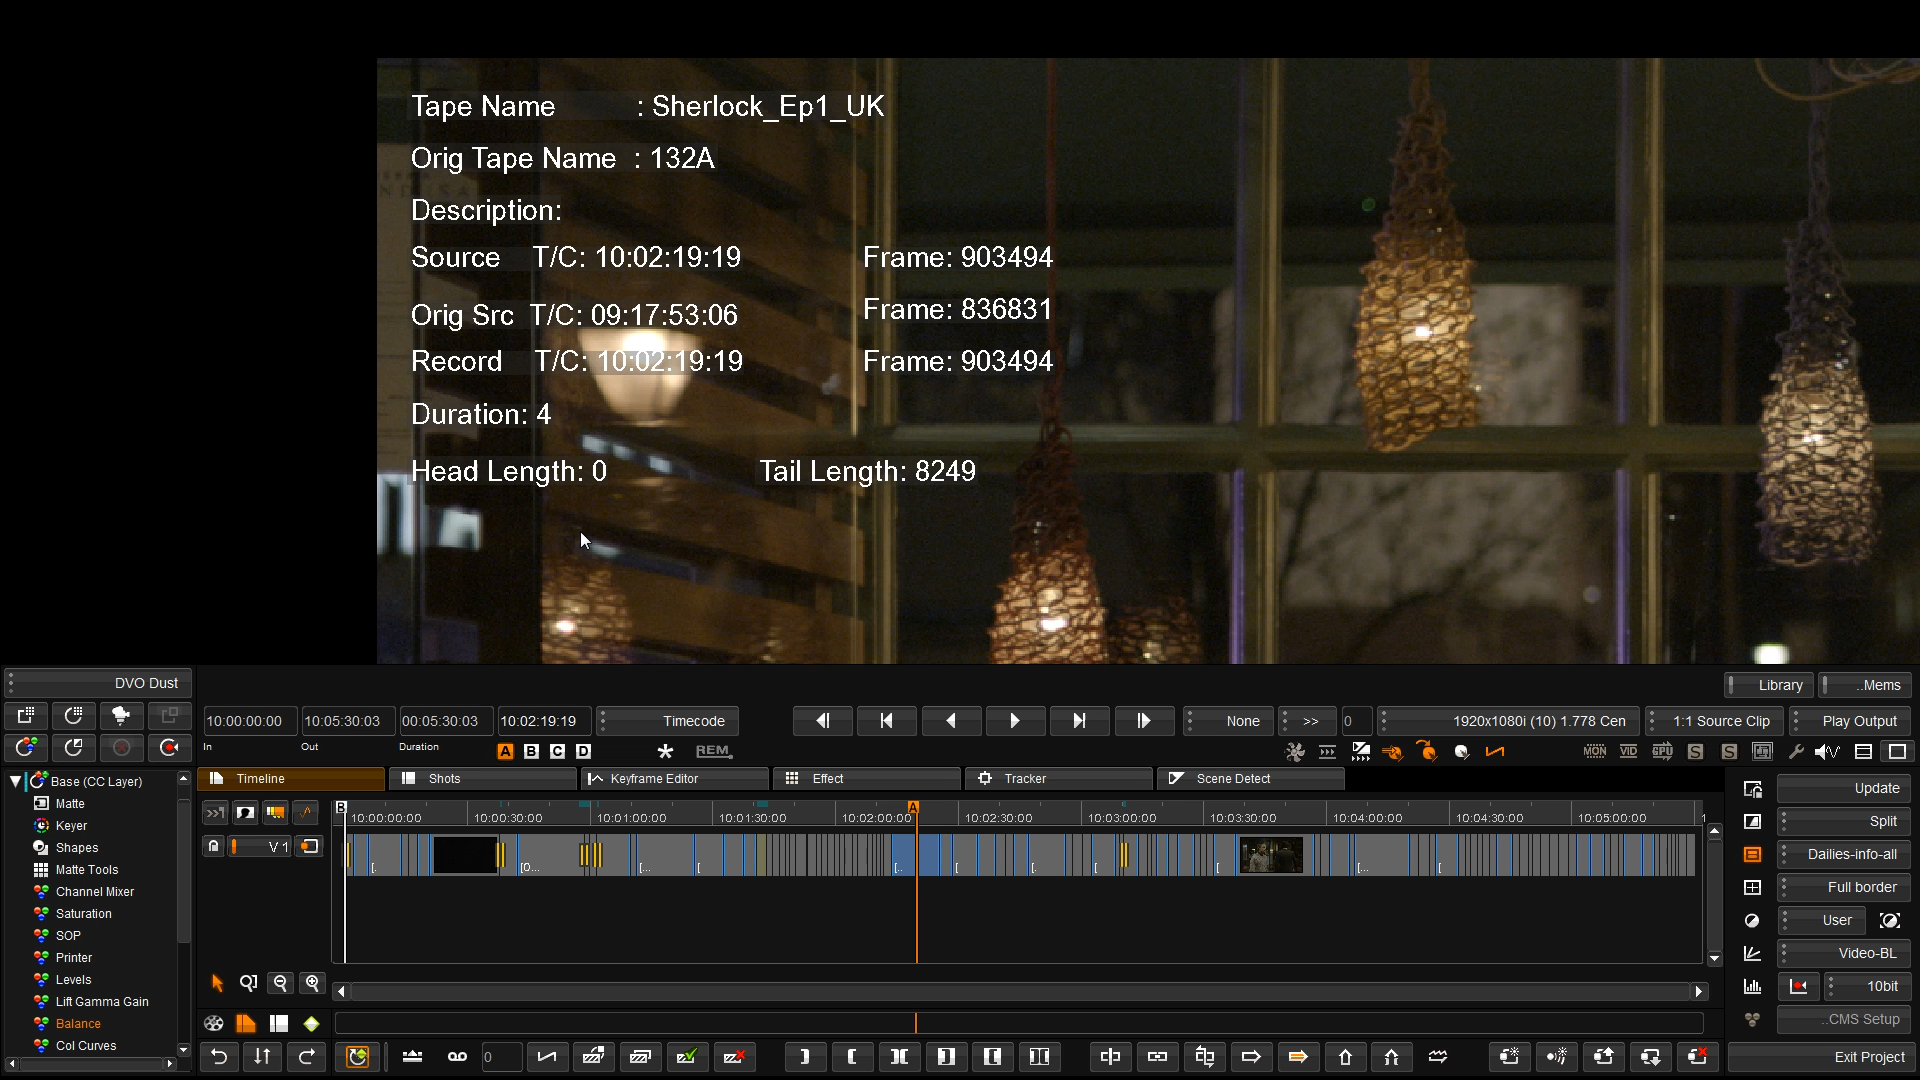 Tape Name : Sherlock_Ep1_UK
Orig Tape Name : 132A
Description:
Source T/C: 10:02:19:19 Frame: 903494
Orig Src T/C: 09:17:53:06 Frame: 836831
Record T/C: 10:02:19:19 Frame: 903494
Duration: 4
Head Length: 0 Tail Length: 8249
DVO Dust
Library ..Mems
10:00:00:00 10:05:30:03 00:05:30:03 10:02:19:19 Timecode None >> 0 1920x1080i (10) 1.778 Cen 1:1 Source Clip Play Output
In Out Duration A B C D REM. MON VID GPU S S
Timeline Shots Keyframe Editor Effect Tracker Scene Detect
Base (CC Layer)
Matte
Keyer
Shapes
Matte Tools
Channel Mixer
Saturation
SOP
Printer
Levels
Lift Gamma Gain
Balance
Col Curves
B A
10:00:00:00 10:00:30:00 10:01:00:00 10:01:30:00 10:02:00:00 10:02:30:00 10:03:00:00 10:03:30:00 10:04:00:00 10:04:30:00 10:05:00:00 1
V 1
[. [O... [... [ [.. [ [. [ [ [... [
Update
Split
Dailies-info-all
Full border
User
Video-BL
10bit
..CMS Setup
0
Exit Project